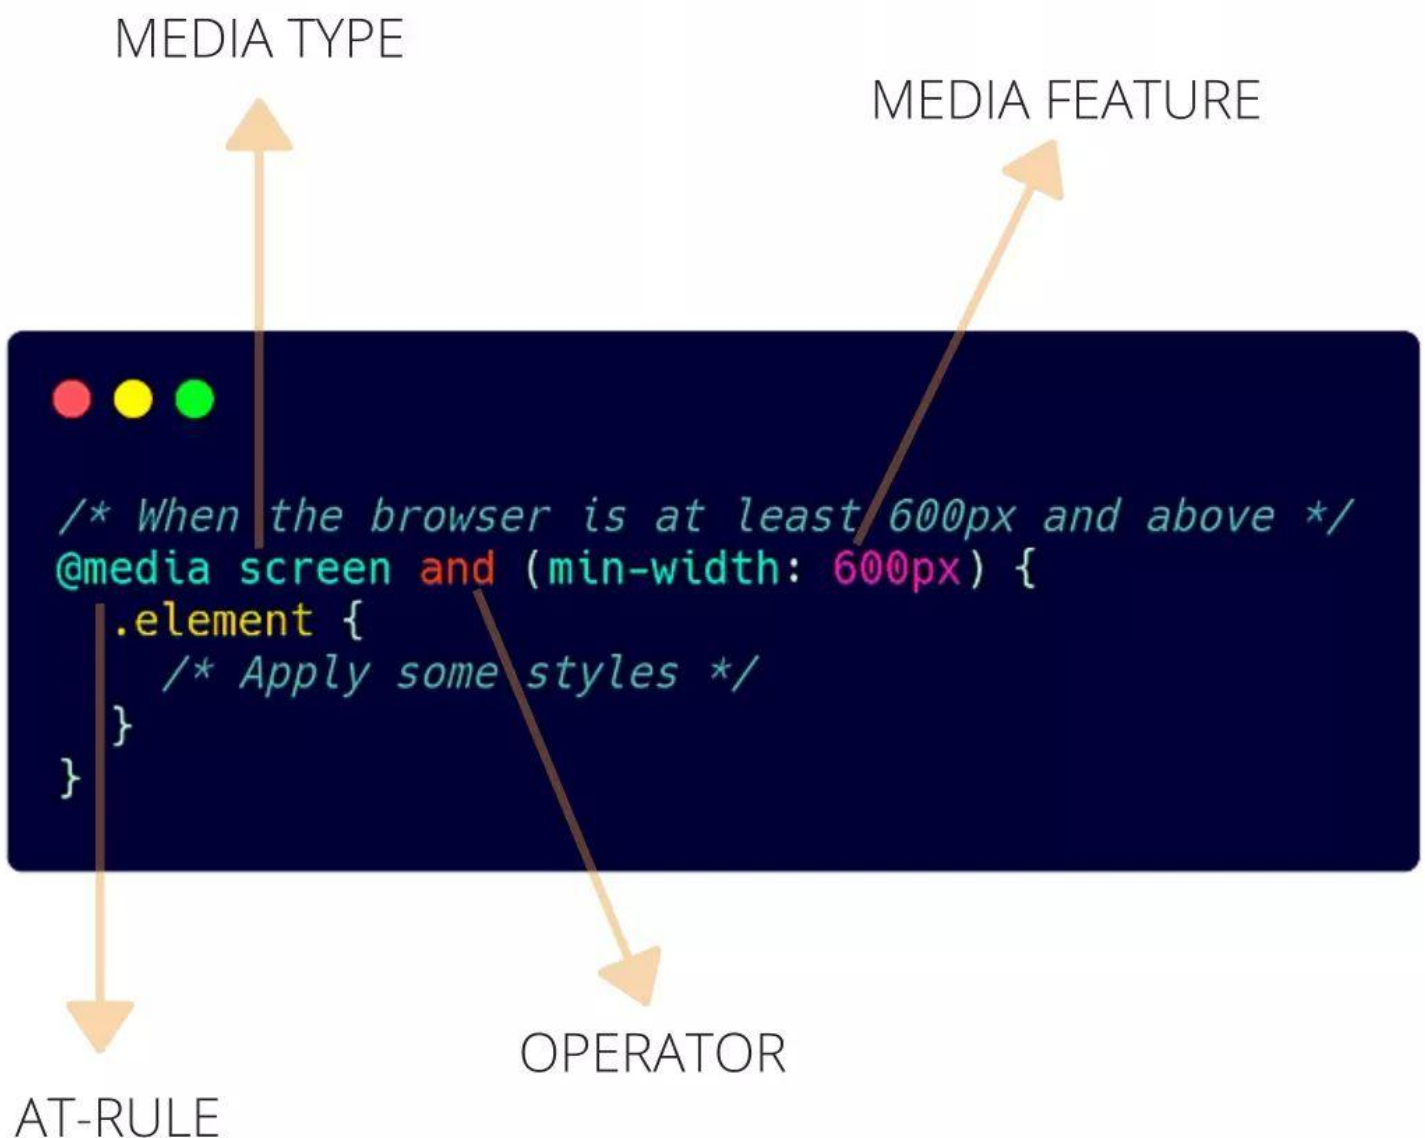 MEDIA TYPE
MEDIA FEATURE
/* When the browser is at least 600px and above */
@media screen and (min-width: 600px) {
.element {
/* Apply some styles */
}
}
OPERATOR
AT-RULE